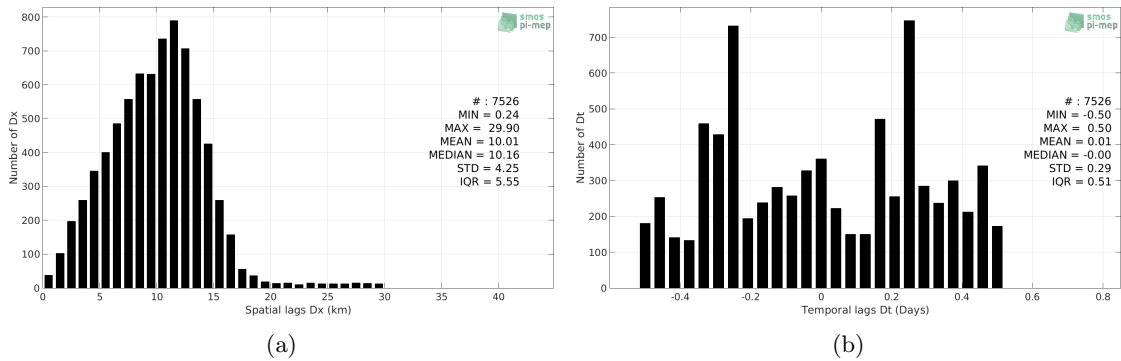 800
700
600
500
400
300
200
100
0
Number of Dx
0 5 10 15 20 25 30 35 40
Spatial lags Dx (km)
smos
pi-mep
# : 7526
MIN = 0.24
MAX = 29.90
MEAN = 10.01
MEDIAN = 10.16
STD = 4.25
IQR = 5.55
(a)
700
600
500
400
300
200
100
0
Number of Dt
-0.4 -0.2 0 0.2 0.4 0.6 0.8
Temporal lags Dt (Days)
smos
pi-mep
# : 7526
MIN = -0.50
MAX = 0.50
MEAN = 0.01
MEDIAN = -0.00
STD = 0.29
IQR = 0.51
(b)